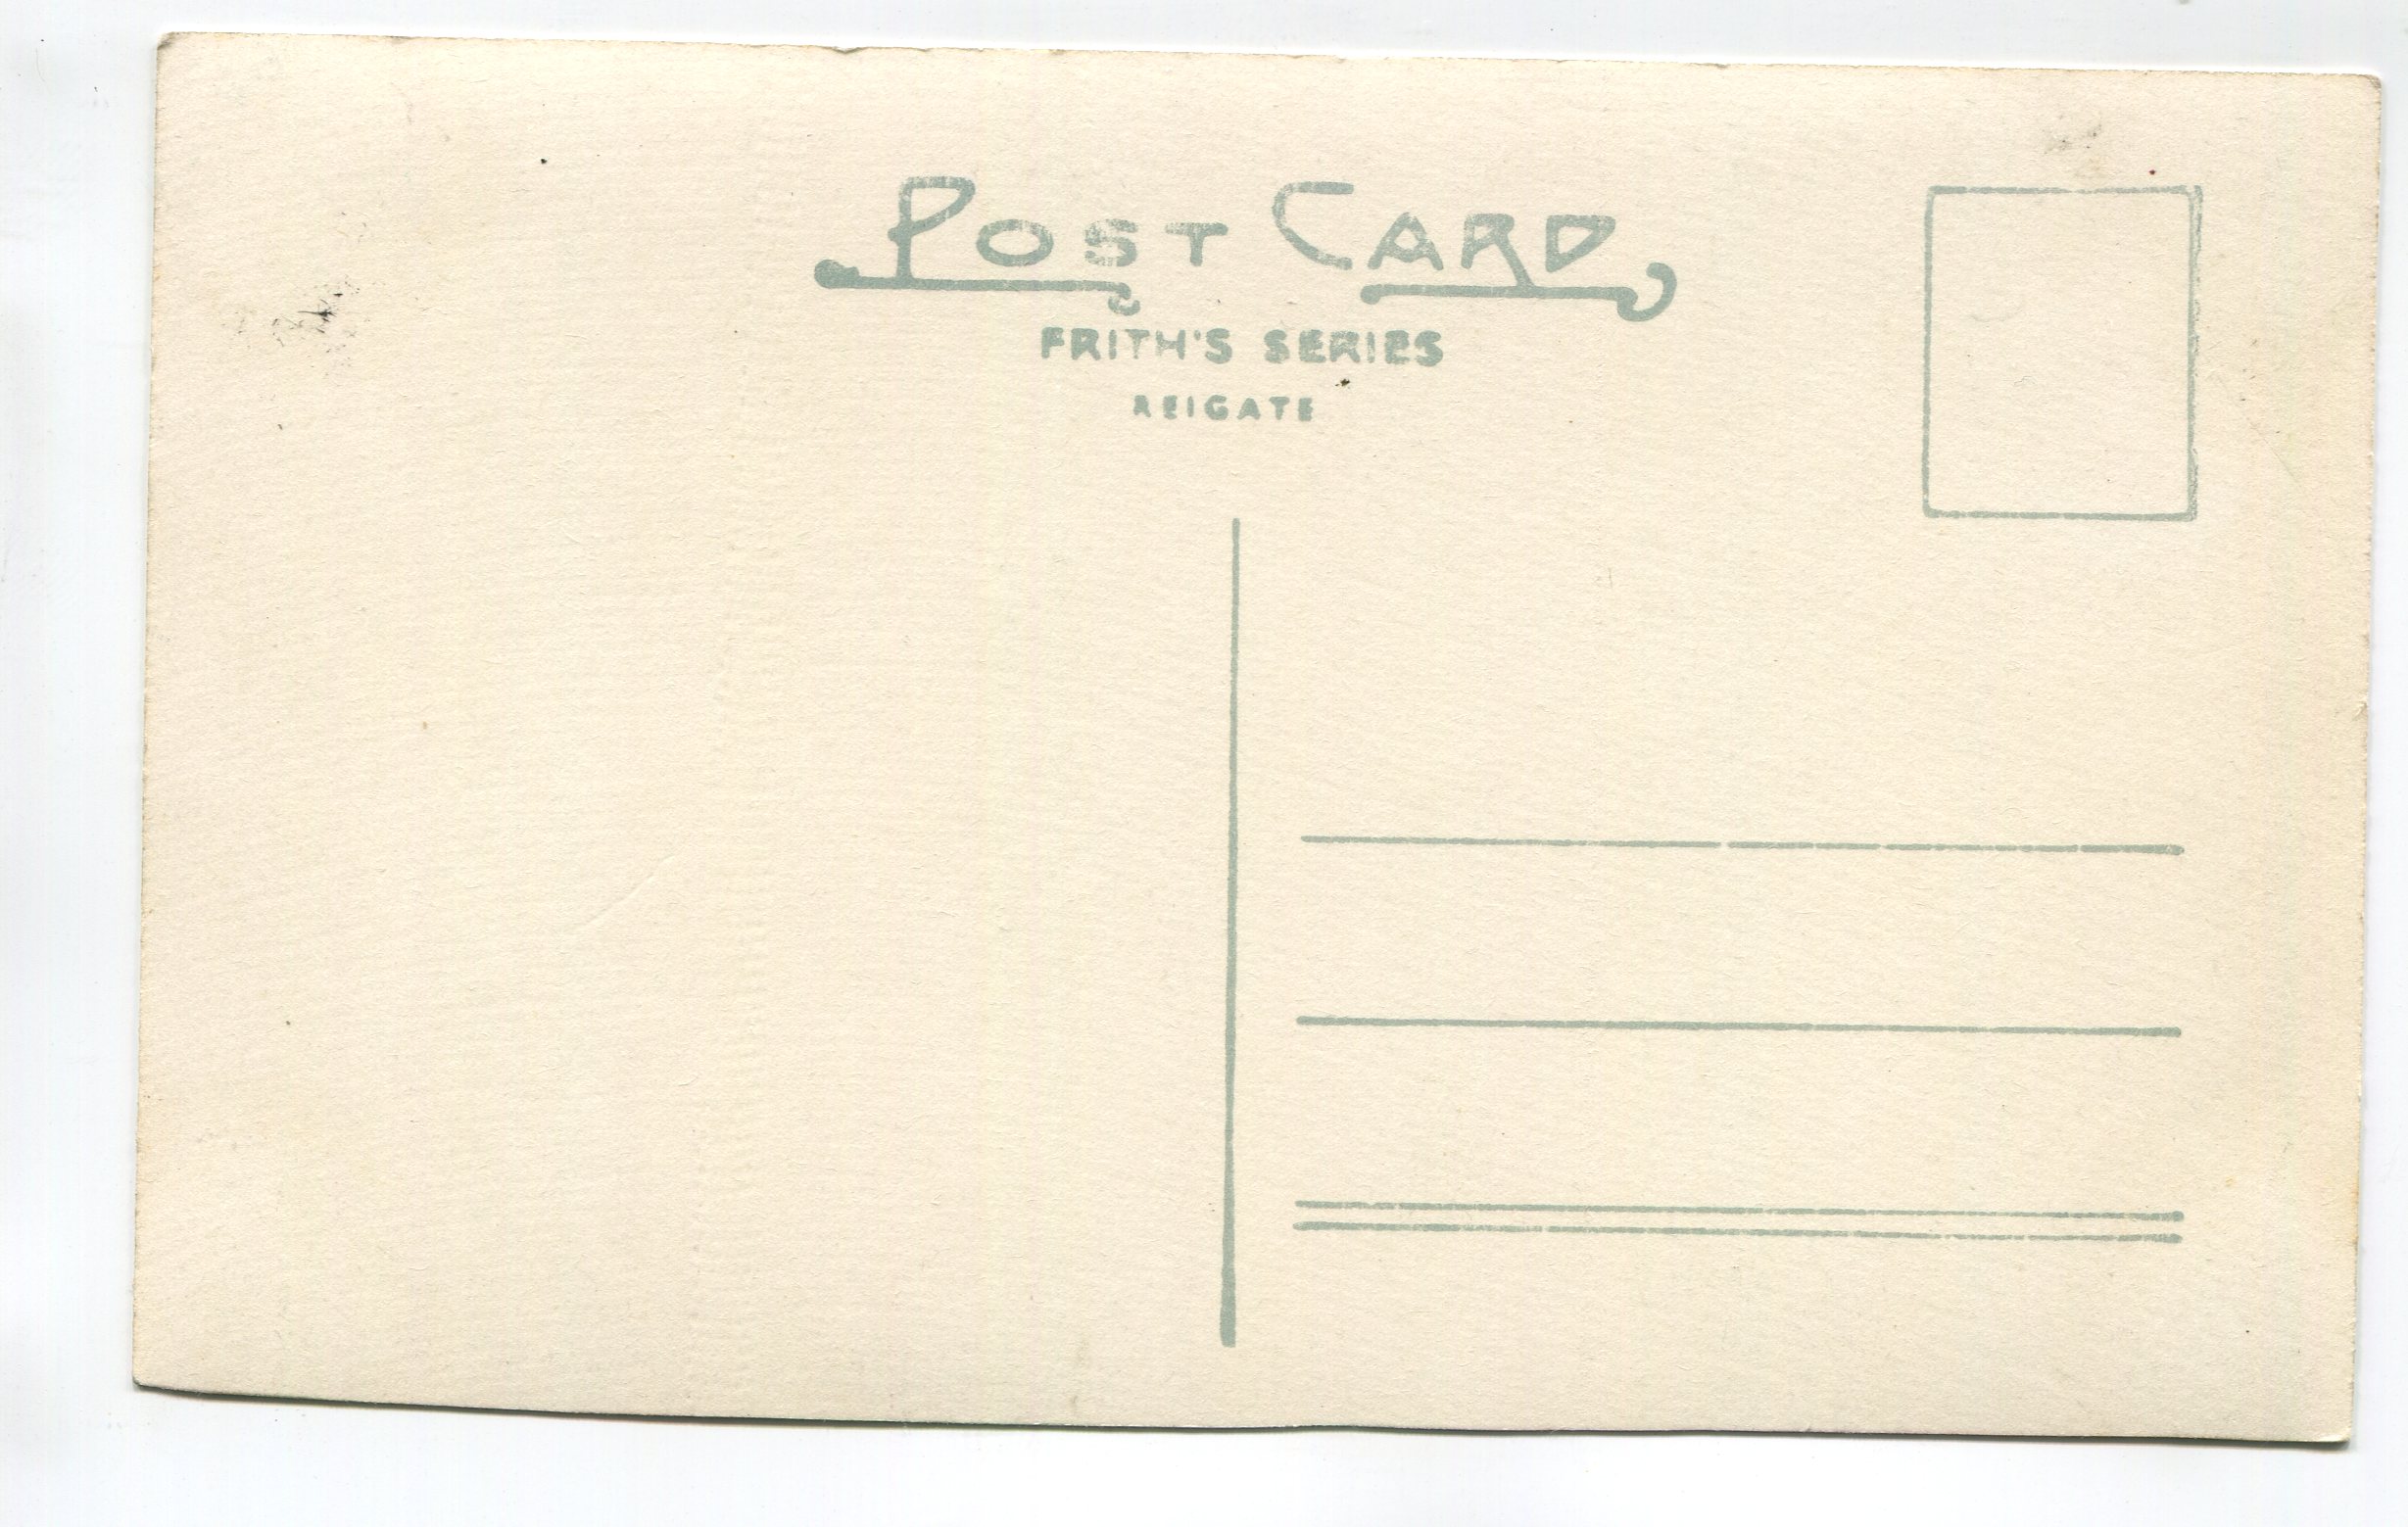 POST CARD
FRITH'S SERIES
REIGATE